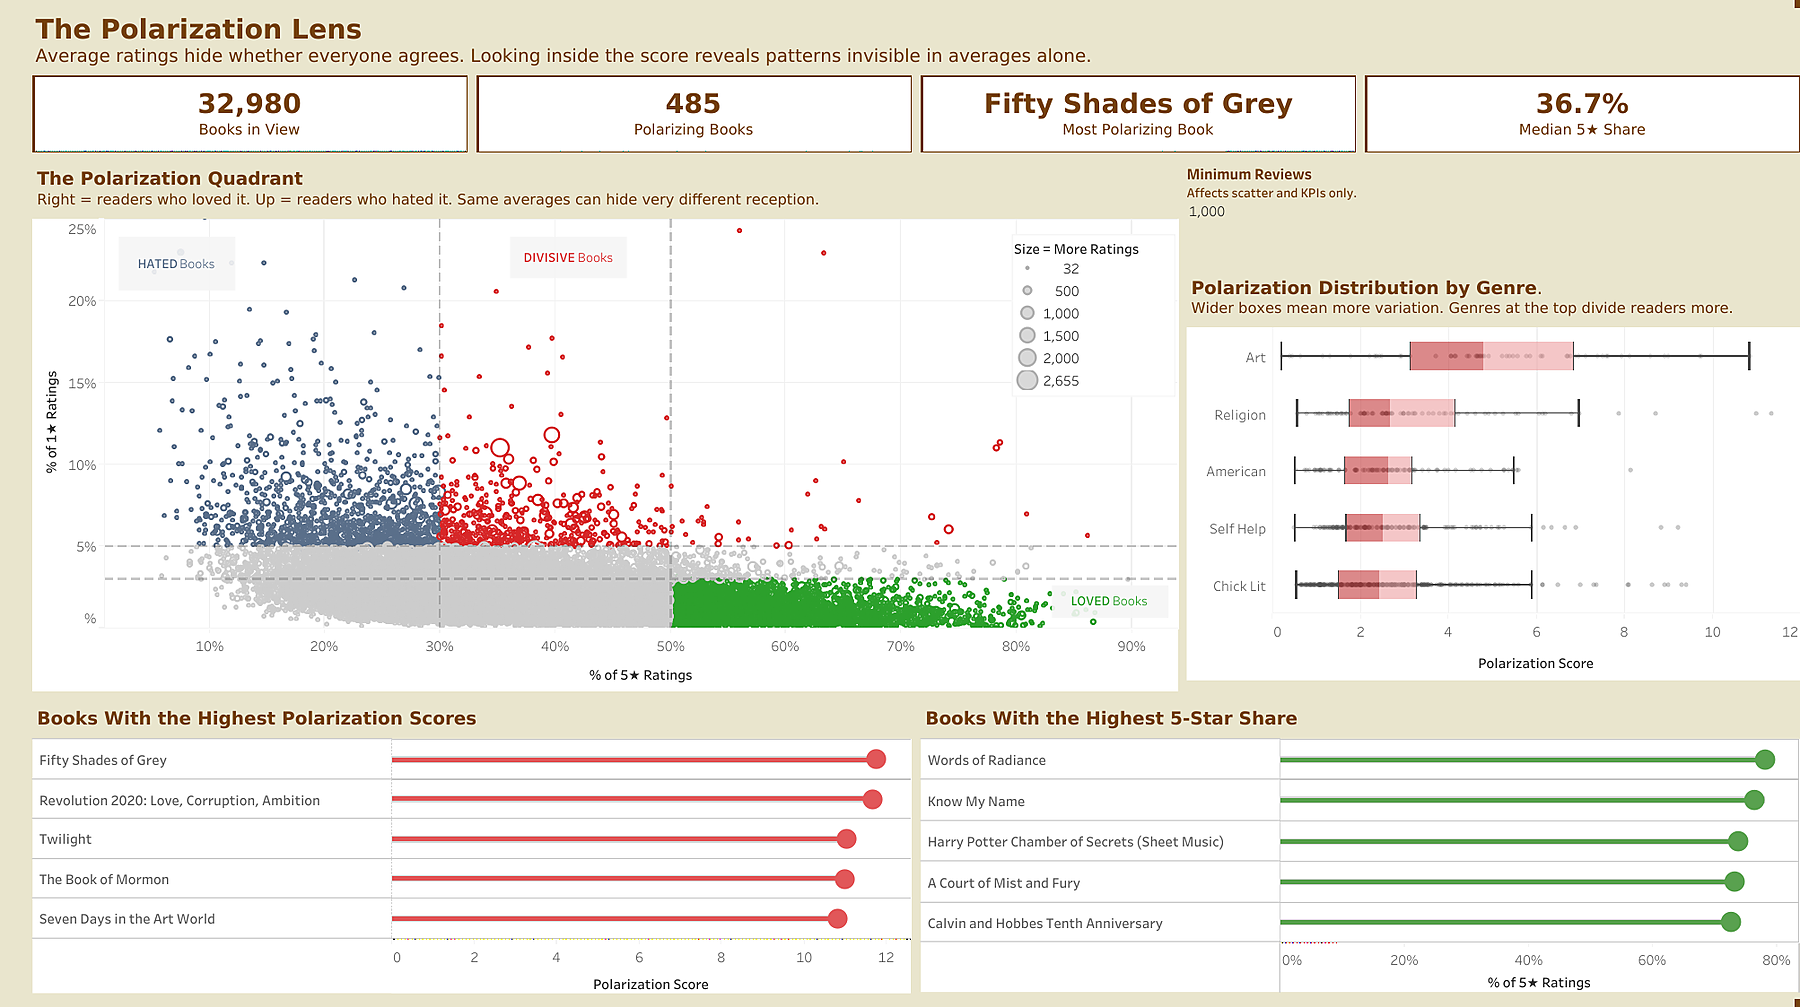 The Polarization Lens
Average ratings hide whether everyone agrees. Looking inside the score reveals patterns invisible in averages alone.
32,980
Books in View
485
Polarizing Books
Fifty Shades of Grey
Most Polarizing Book
36.7%
Median 5★ Share
The Polarization Quadrant
Right = readers who loved it. Up = readers who hated it. Same averages can hide very different reception.
25%
20%
15%
10%
5%
%
% of 1★ Ratings
HATED Books
DIVISIVE Books
LOVED Books
Size = More Ratings
32
500
1,000
1,500
2,000
2,655
10%
20%
30%
40%
50%
60%
70%
80%
90%
% of 5★ Ratings
Minimum Reviews
Affects scatter and KPIs only.
1,000
Polarization Distribution by Genre.
Wider boxes mean more variation. Genres at the top divide readers more.
Art
Religion
American
Self Help
Chick Lit
0
2
4
6
8
10
12
Polarization Score
Books With the Highest Polarization Scores
Fifty Shades of Grey
Revolution 2020: Love, Corruption, Ambition
Twilight
The Book of Mormon
Seven Days in the Art World
0
2
4
6
8
10
12
Polarization Score
Books With the Highest 5-Star Share
Words of Radiance
Know My Name
Harry Potter Chamber of Secrets (Sheet Music)
A Court of Mist and Fury
Calvin and Hobbes Tenth Anniversary
0%
20%
40%
60%
80%
% of 5★ Ratings